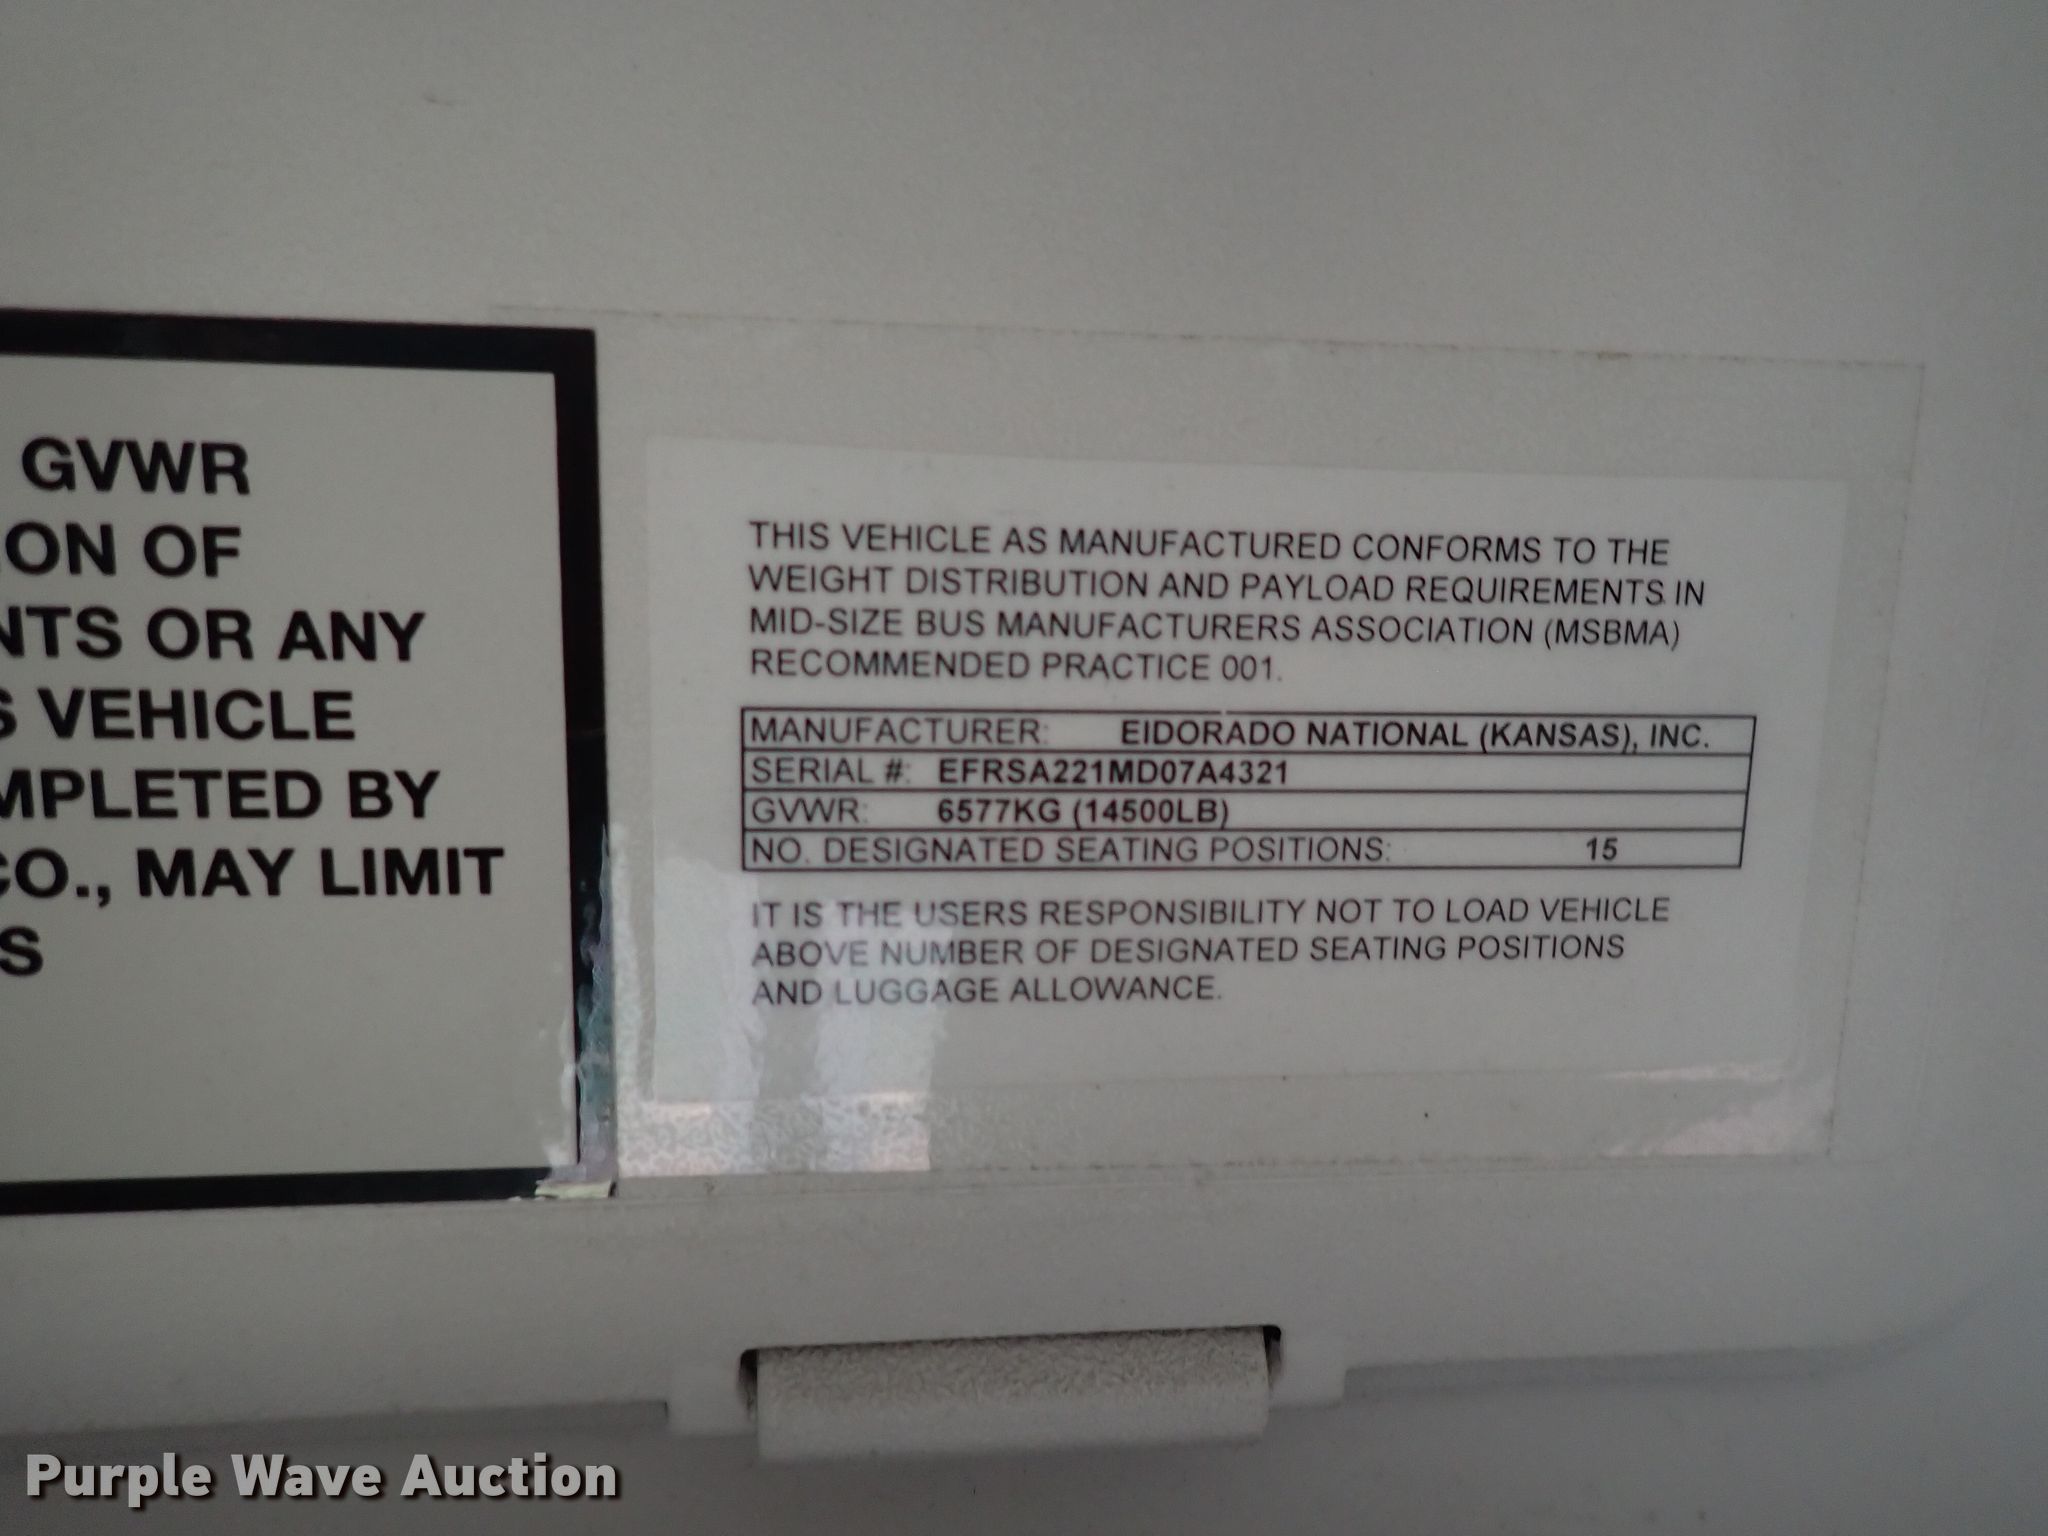 GVWR
ON OF
NTS OR ANY
S VEHICLE
MPLETED BY
CO., MAY LIMIT
S
THIS VEHICLE AS MANUFACTURED CONFORMS TO THE
WEIGHT DISTRIBUTION AND PAYLOAD REQUIREMENTS IN
MID-SIZE BUS MANUFACTURERS ASSOCIATION (MSBMA)
RECOMMENDED PRACTICE 001.
MANUFACTURER: EIDORADO NATIONAL (KANSAS), INC.
SERIAL #: EFRSA221MD07A4321
GVWR: 6577KG (14500LB)
NO. DESIGNATED SEATING POSITIONS: 15
IT IS THE USERS RESPONSIBILITY NOT TO LOAD VEHICLE
ABOVE NUMBER OF DESIGNATED SEATING POSITIONS
AND LUGGAGE ALLOWANCE.
Purple Wave Auction